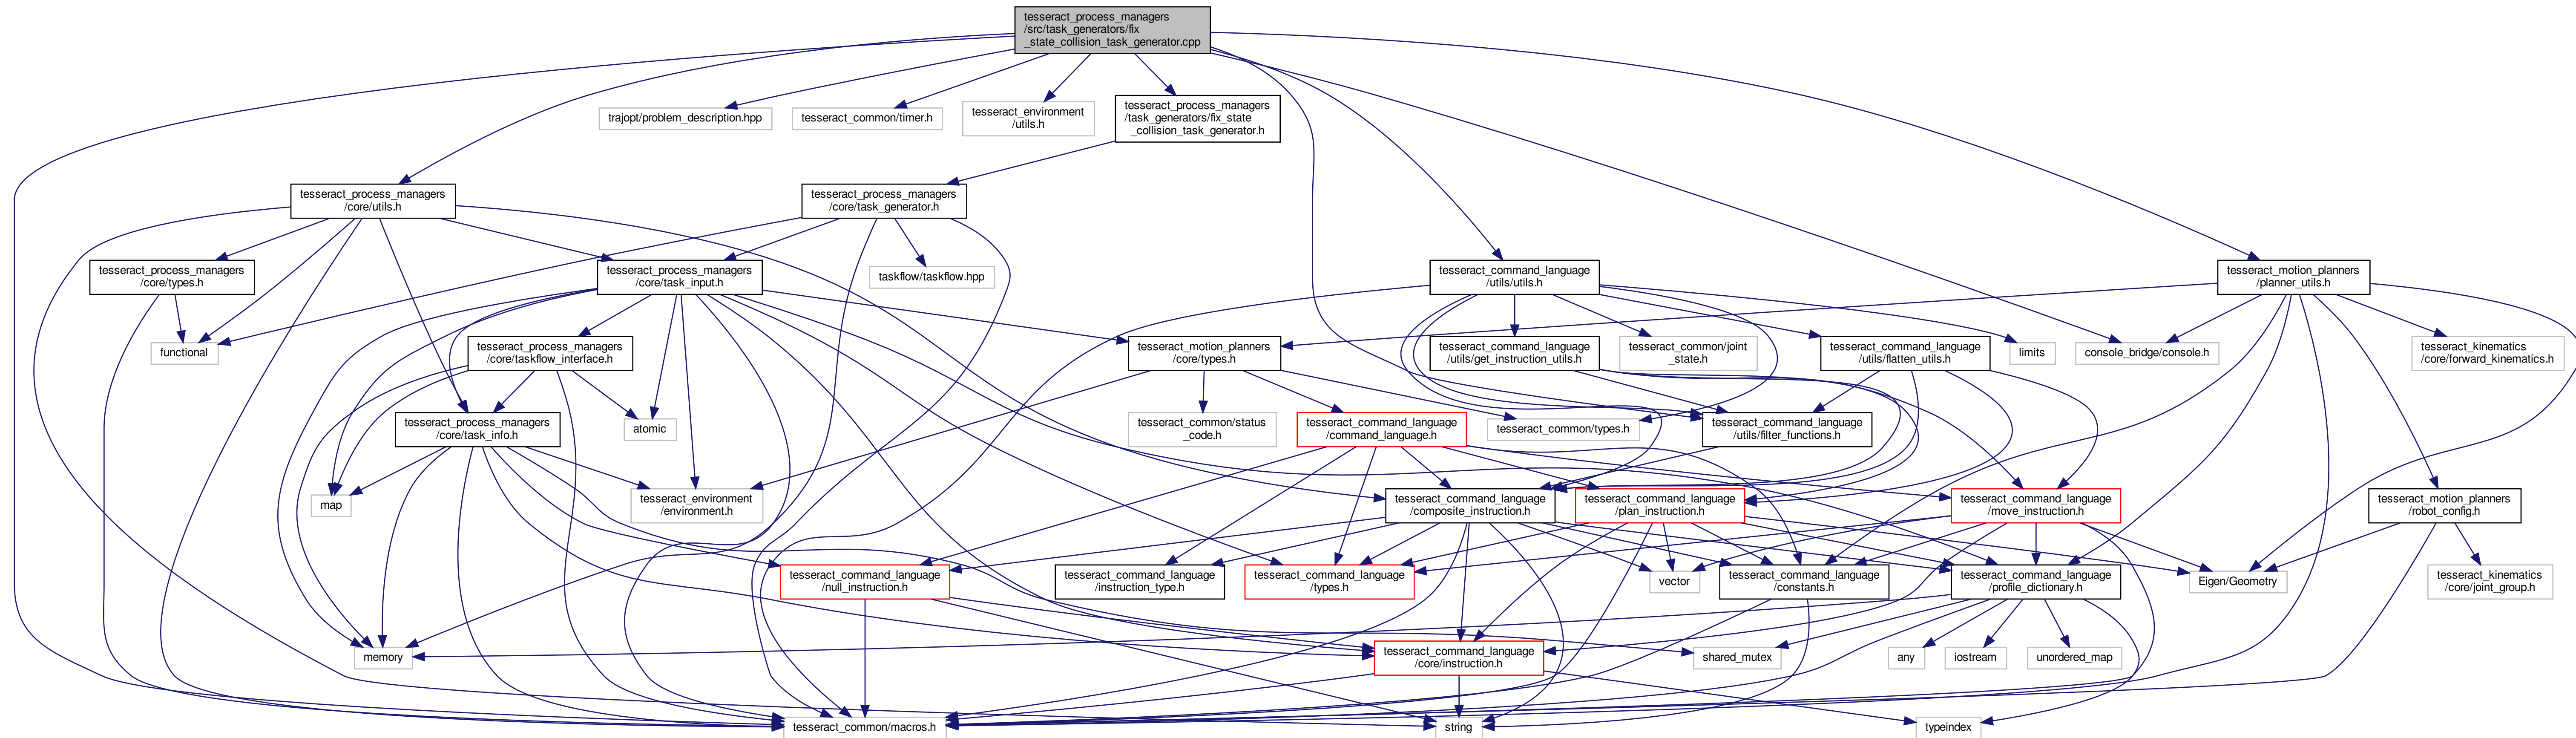 tesseract_process_managers
/src/task_generators/fix
_state_collision_task_generator.cpp
trajopt/problem_description.hpp
tesseract_common/timer.h
tesseract_environment
/utils.h
tesseract_process_managers
/task_generators/fix_state
_collision_task_generator.h
tesseract_process_managers
/core/utils.h
tesseract_process_managers
/core/task_generator.h
tesseract_process_managers
/core/types.h
tesseract_process_managers
/core/task_input.h
taskflow/taskflow.hpp
tesseract_command_language
/utils/utils.h
tesseract_motion_planners
/planner_utils.h
functional
tesseract_process_managers
/core/taskflow_interface.h
tesseract_motion_planners
/core/types.h
tesseract_command_language
/utils/get_instruction_utils.h
tesseract_common/joint
_state.h
tesseract_command_language
/utils/flatten_utils.h
limits
console_bridge/console.h
tesseract_kinematics
/core/forward_kinematics.h
tesseract_process_managers
/core/task_info.h
atomic
tesseract_common/status
_code.h
tesseract_command_language
/command_language.h
tesseract_common/types.h
tesseract_command_language
/utils/filter_functions.h
map
tesseract_environment
/environment.h
tesseract_command_language
/composite_instruction.h
tesseract_command_language
/plan_instruction.h
tesseract_command_language
/move_instruction.h
tesseract_motion_planners
/robot_config.h
tesseract_command_language
/null_instruction.h
tesseract_command_language
/instruction_type.h
tesseract_command_language
/types.h
vector
tesseract_command_language
/constants.h
tesseract_command_language
/profile_dictionary.h
Eigen/Geometry
tesseract_kinematics
/core/joint_group.h
memory
tesseract_command_language
/core/instruction.h
shared_mutex
any
iostream
unordered_map
tesseract_common/macros.h
string
typeindex